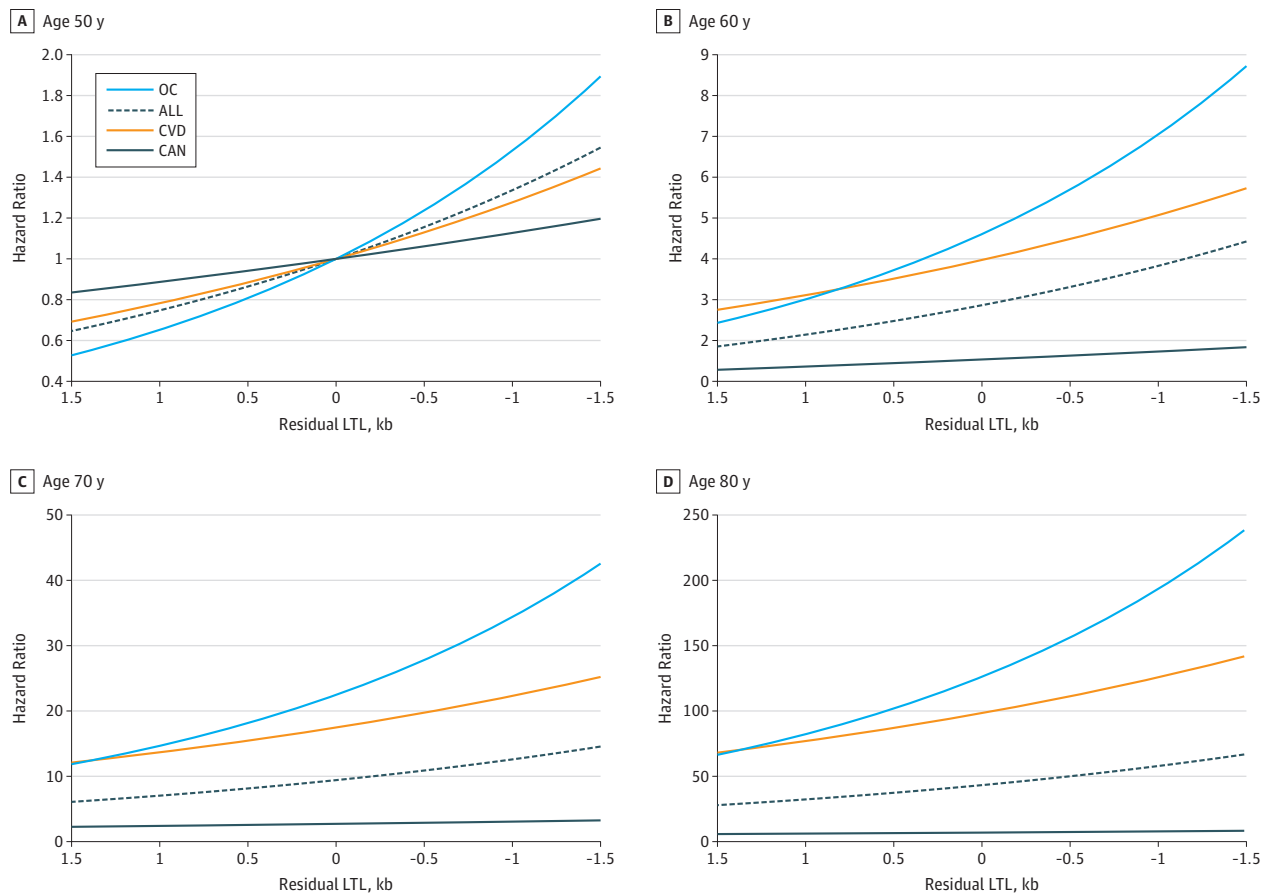 A Age 50 y
2.0
1.8
1.6
1.4
1.2
1
0.8
0.6
0.4
Hazard Ratio
OC
ALL
CVD
CAN
1.5 1 0.5 0 -0.5 -1 -1.5
Residual LTL, kb
B Age 60 y
9
8
7
6
5
4
3
2
0
Hazard Ratio
1.5 1 0.5 0 -0.5 -1 -1.5
Residual LTL, kb
C Age 70 y
50
40
30
20
10
0
Hazard Ratio
1.5 1 0.5 0 -0.5 -1 -1.5
Residual LTL, kb
D Age 80 y
250
200
150
100
50
0
Hazard Ratio
1.5 1 0.5 0 -0.5 -1 -1.5
Residual LTL, kb